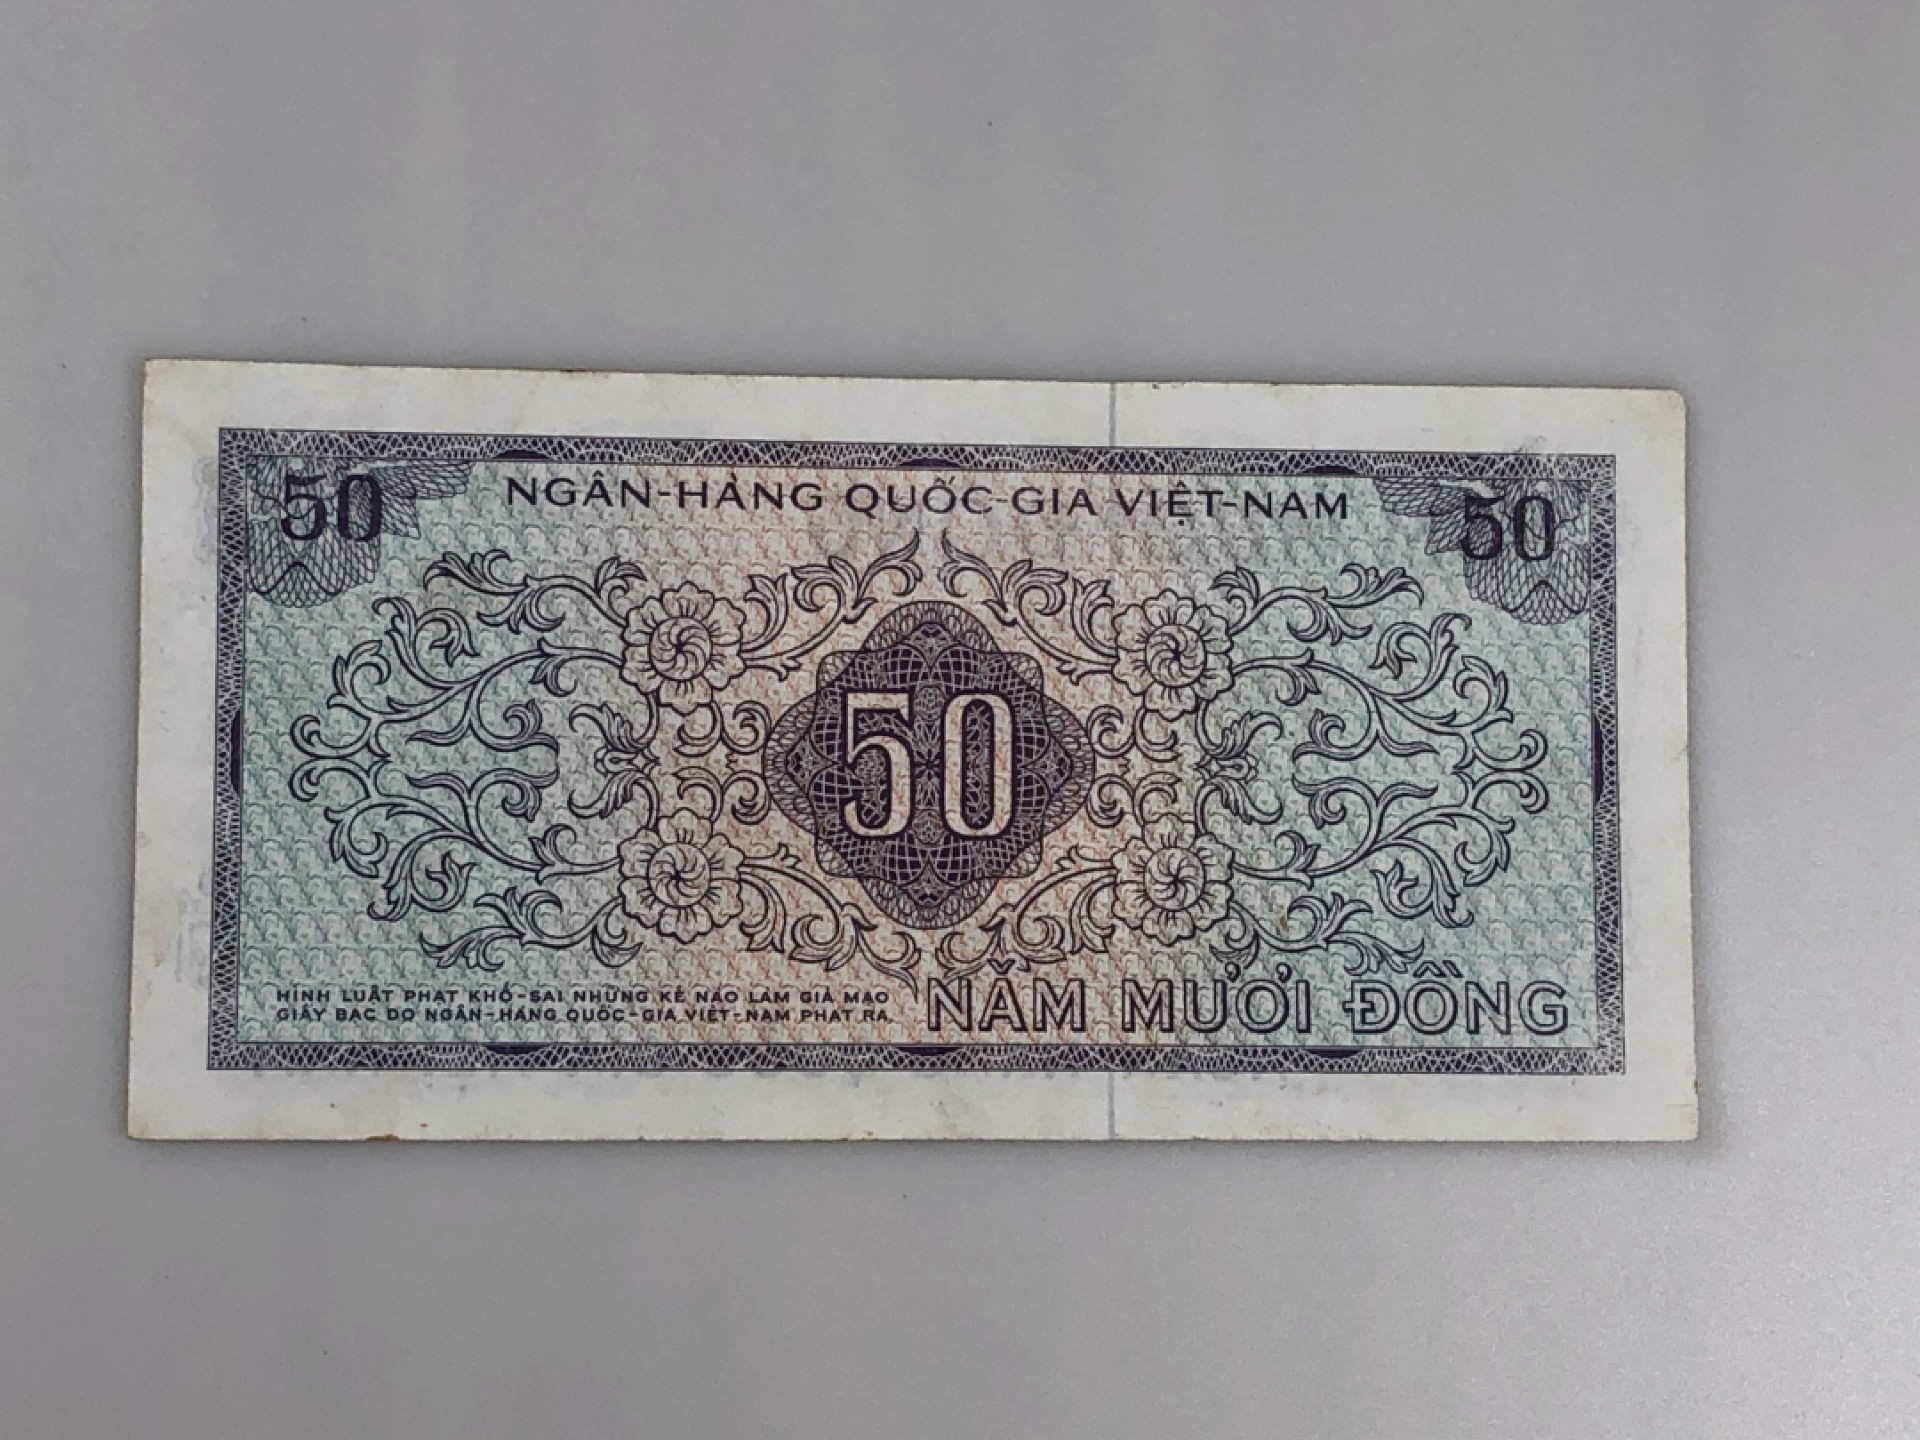 50 NGÂN-HÀNG QUỐC-GIA VIỆT-NAM 50
50
HÌNH LUẬT PHẠT KHỔ-SAI NHỮNG KẺ NÀO LÀM GIẢ MẠO
GIẤY BẠC DO NGÂN-HÀNG QUỐC-GIA VIỆT-NAM PHÁT RA.
NĂM MƯƠI ĐỒNG